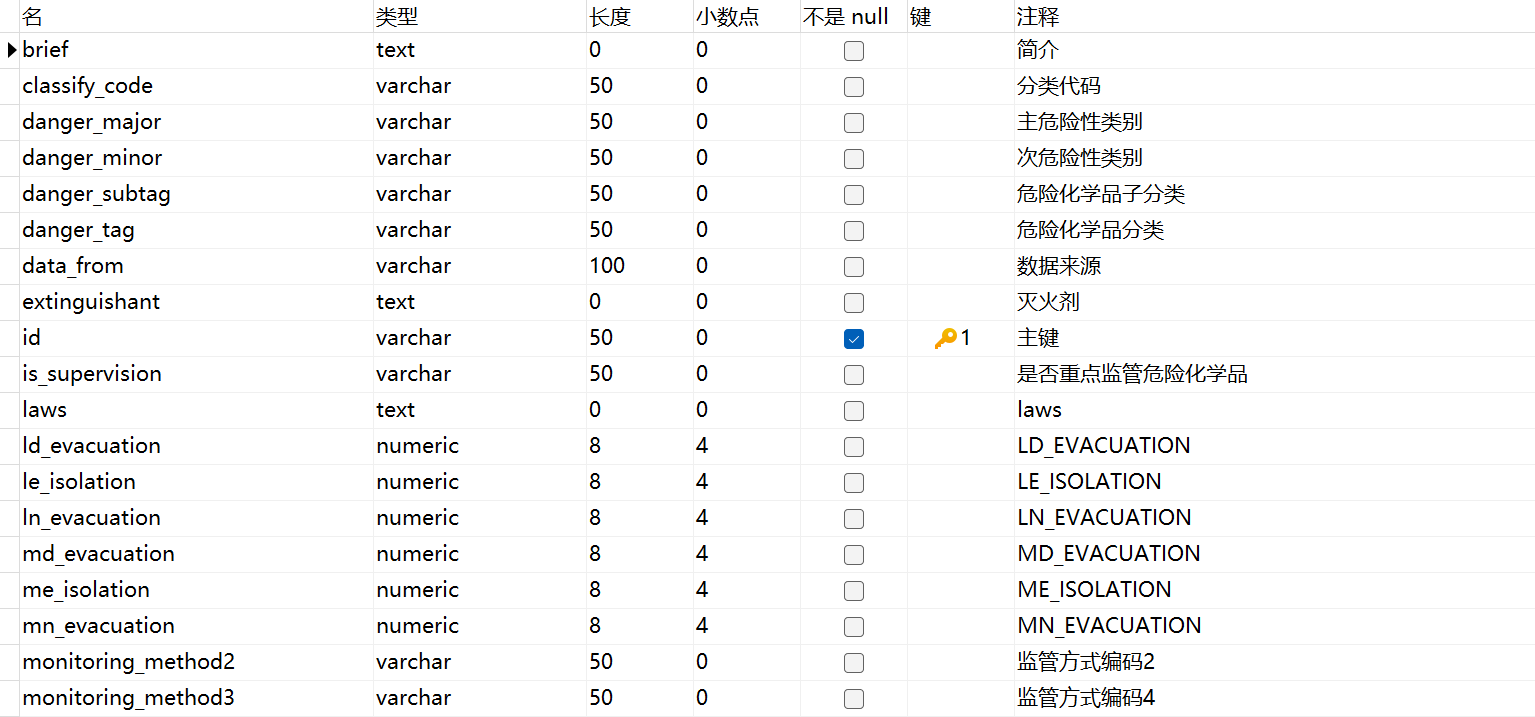 名 类型 长度 小数点 不是 null 键 注释
brief text 0 0 简介
classify_code varchar 50 0 分类代码
danger_major varchar 50 0 主危险性类别
danger_minor varchar 50 0 次危险性类别
danger_subtag varchar 50 0 危险化学品子分类
danger_tag varchar 50 0 危险化学品分类
data_from varchar 100 0 数据来源
extinguishant text 0 0 灭火剂
id varchar 50 0 1 主键
is_supervision varchar 50 0 是否重点监管危险化学品
laws text 0 0 laws
ld_evacuation numeric 8 4 LD_EVACUATION
le_isolation numeric 8 4 LE_ISOLATION
ln_evacuation numeric 8 4 LN_EVACUATION
md_evacuation numeric 8 4 MD_EVACUATION
me_isolation numeric 8 4 ME_ISOLATION
mn_evacuation numeric 8 4 MN_EVACUATION
monitoring_method2 varchar 50 0 监管方式编码2
monitoring_method3 varchar 50 0 监管方式编码4